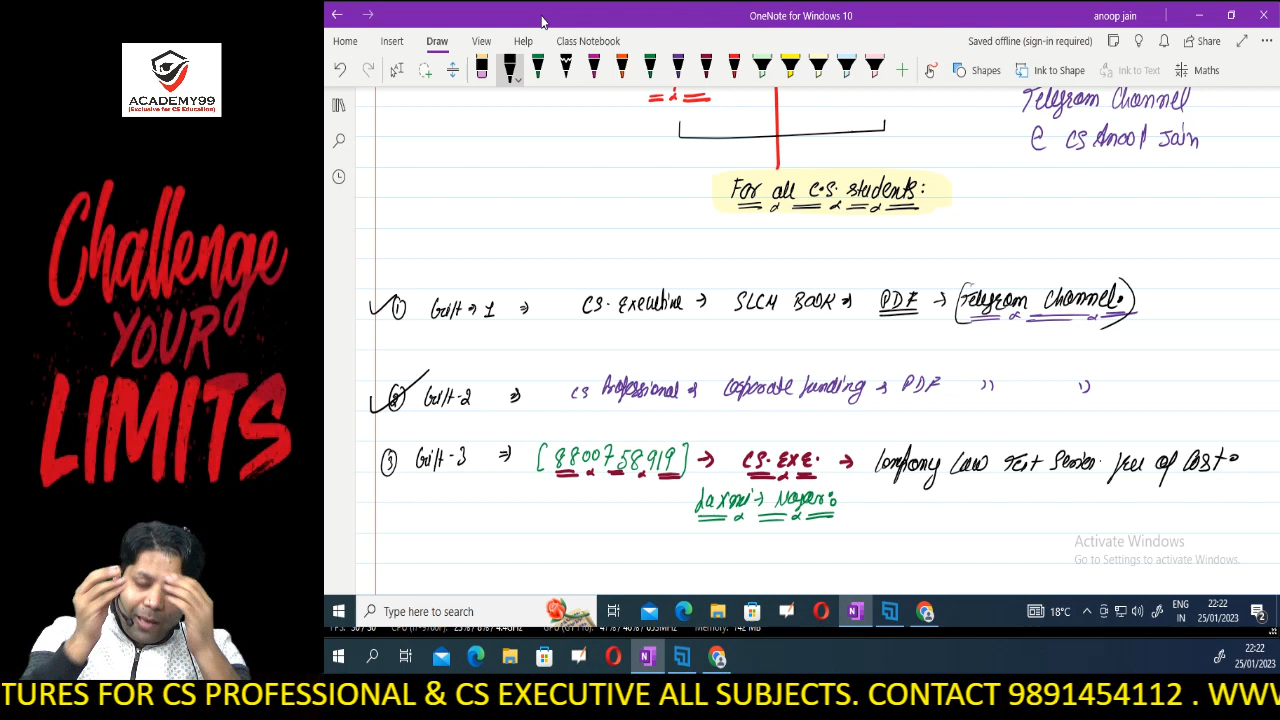 OneNote for Windows 10
anoop jain
Home Insert Draw View Help Class Notebook
Saved offline (sign-in required)
Share
Shapes Ink to Shape Ink to Text Maths
ACADEMY99
(Exclusive for CS Education)
Challenge
YOUR
LIMITS
Telegram Channel
@ CS Anoop Jain
For all C.S. students:
① Gift → 1 ⇒ CS. Executive → SLCM BOOK → PDF → (Telegram Channel.)
② Gift-2 ⇒ CS Professional → Corporate funding → PDF " "
③ Gift-3 ⇒ [8800758919] → CS. EXE. → Company Law Test Series free of Cost.
Laxmi → Nagar:
Activate Windows
Go to Settings to activate Windows.
Type here to search
18°C
ENG
IN
22:22
25/01/2023
22:22
25/01/2023
TURES FOR CS PROFESSIONAL & CS EXECUTIVE ALL SUBJECTS. CONTACT 9891454112 . WWW